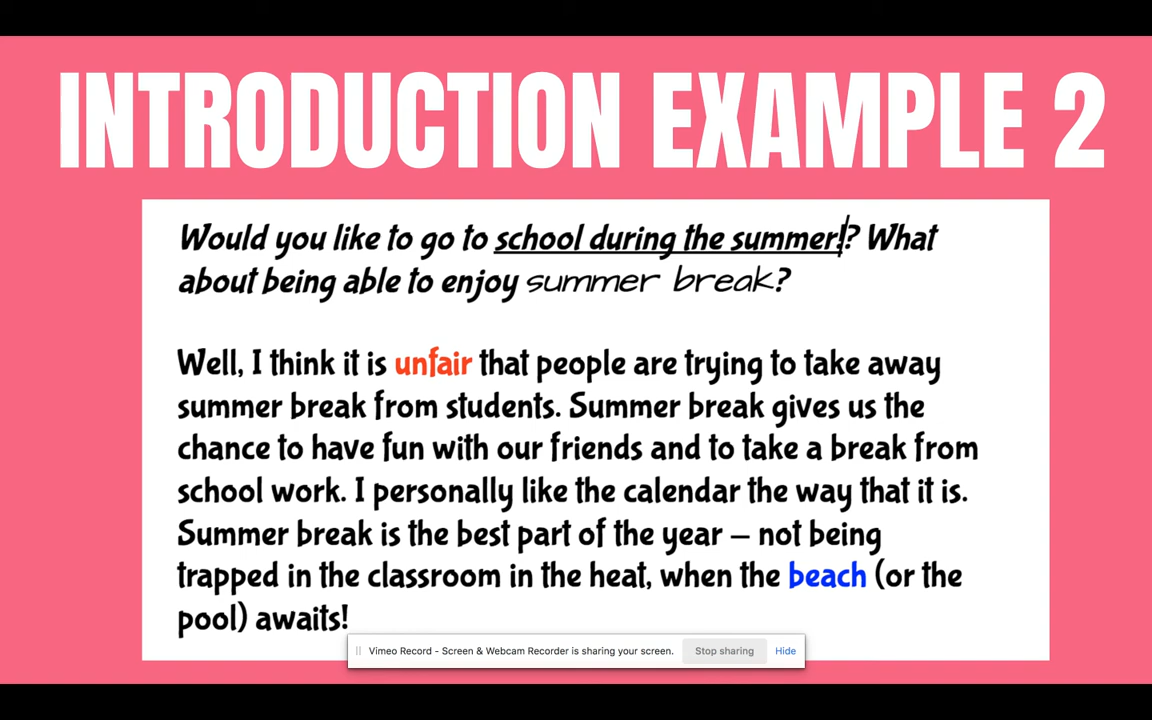 INTRODUCTION EXAMPLE 2
Would you like to go to school during the summer!? What
about being able to enjoy summer break?
Well, I think it is unfair that people are trying to take away
summer break from students. Summer break gives us the
chance to have fun with our friends and to take a break from
school work. I personally like the calendar the way that it is.
Summer break is the best part of the year – not being
trapped in the classroom in the heat, when the beach (or the
pool) awaits!
Vimeo Record - Screen & Webcam Recorder is sharing your screen. Stop sharing Hide